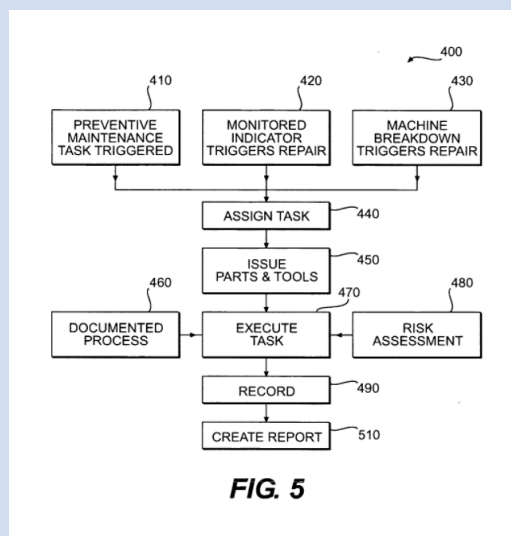 400
410
420
430
PREVENTIVE
MAINTENANCE
TASK TRIGGERED
MONITORED
INDICATOR
TRIGGERS REPAIR
MACHINE
BREAKDOWN
TRIGGERS REPAIR
ASSIGN TASK
440
ISSUE
PARTS & TOOLS
450
460
470
480
DOCUMENTED
PROCESS
EXECUTE
TASK
RISK
ASSESSMENT
RECORD
490
CREATE REPORT
510
FIG. 5